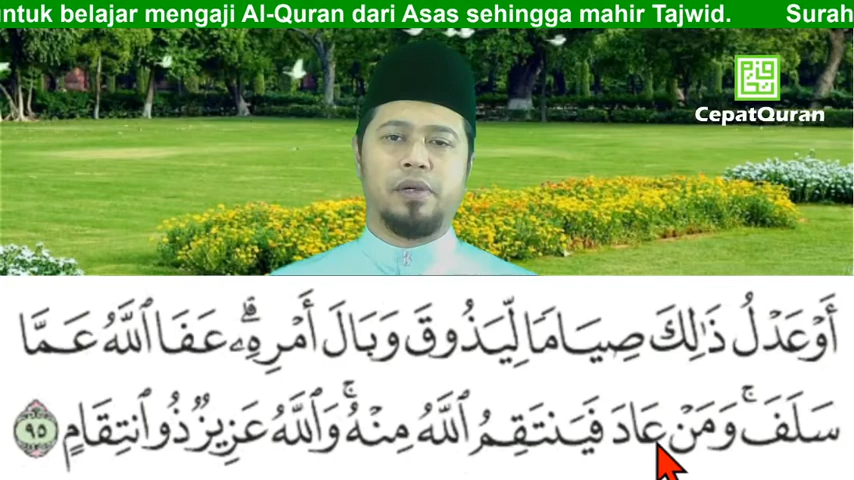 untuk belajar mengaji Al-Quran dari Asas sehingga mahir Tajwid. Surah
CepatQuran
أَوْ عَدْلُ ذَٰلِكَ صِيَامًا لِّيَذُوقَ وَبَالَ أَمْرِهِۦ ۗ عَفَا ٱللَّهُ عَمَّا
سَلَفَ ۚ وَمَنْ عَادَ فَيَنتَقِمُ ٱللَّهُ مِنْهُ ۚ وَٱللَّهُ عَزِيزٌ ذُو ٱنتِقَامٍ ٩٥